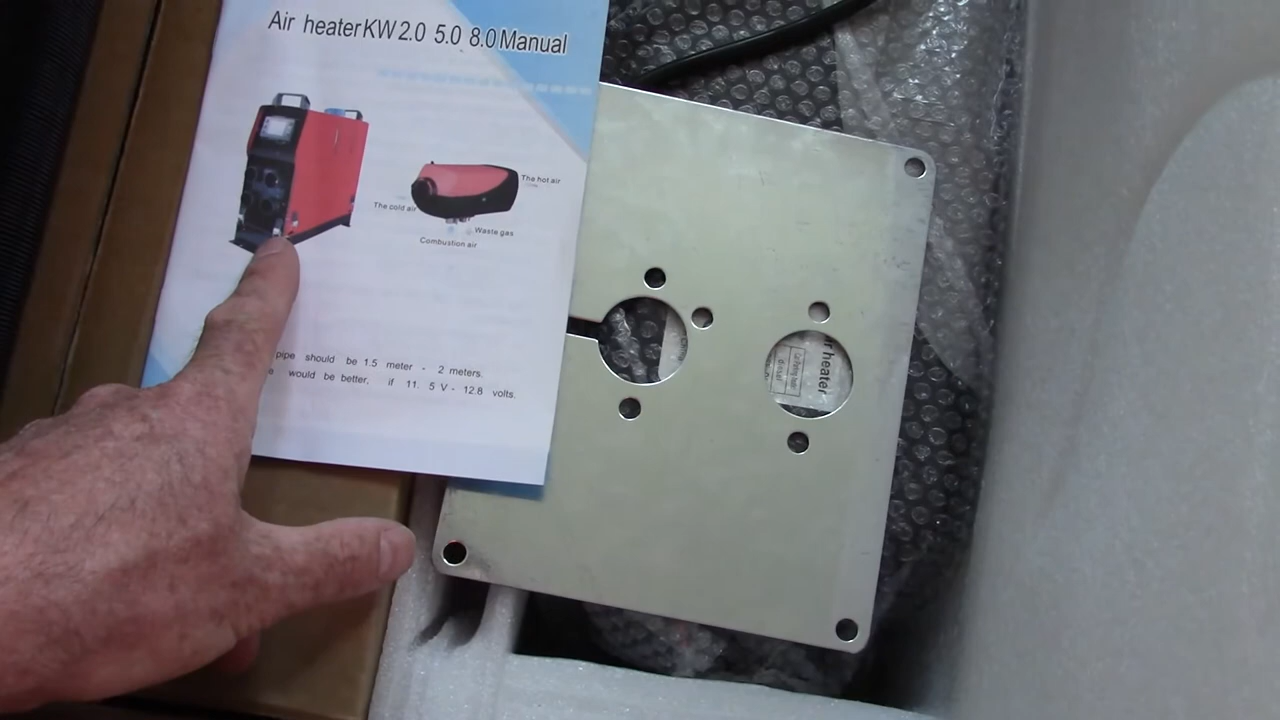 Air heater KW 2.0 5.0 8.0 Manual
The hot air
The cold air
Waste gas
Combustion air
pipe should be 1.5 meter - 2 meters.
e would be better, if 11. 5 V - 12.8 volts.
ir heater
diesel